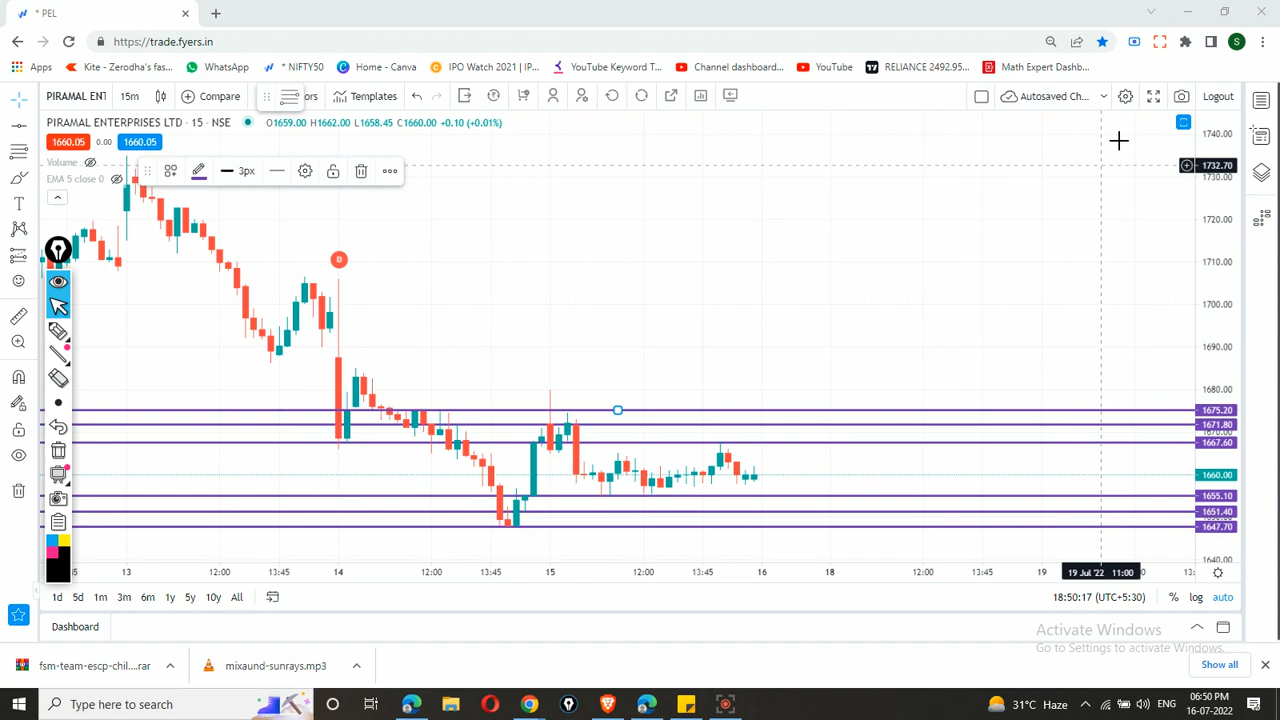 * PEL
https://trade.fyers.in
S
Apps
Kite - Zerodha's fas...
WhatsApp
* NIFTY50
Home - Canva
IPO Watch 2021 | IP...
YouTube Keyword T...
Channel dashboard...
YouTube
RELIANCE 2492.95...
Math Expert Dashb...
PIRAMAL ENT
15m
Compare
ors
Templates
Autosaved Ch...
Logout
PIRAMAL ENTERPRISES LTD · 15 · NSE
O1659.00 H1662.00 L1658.45 C1660.00 +0.10 (+0.01%)
1660.05
0.00
1660.05
Volume
EMA 5 close 0
3px
D
1740.00
1732.70
1730.00
1720.00
1710.00
1700.00
1690.00
1680.00
1675.20
1671.80
1667.60
1660.00
1655.10
1651.40
1647.70
1640.00
13
12:00
13:45
14
12:00
13:45
15
12:00
13:45
16
18
12:00
13:45
19
19 Jul '22 11:00
13:
1d
5d
1m
3m
6m
1y
5y
10y
All
18:50:17 (UTC+5:30)
%
log
auto
Dashboard
Activate Windows
Go to Settings to activate Windows.
fsm-team-escp-chil....rar
mixaund-sunrays.mp3
Show all
Type here to search
31°C Haze
ENG
06:50 PM
16-07-2022